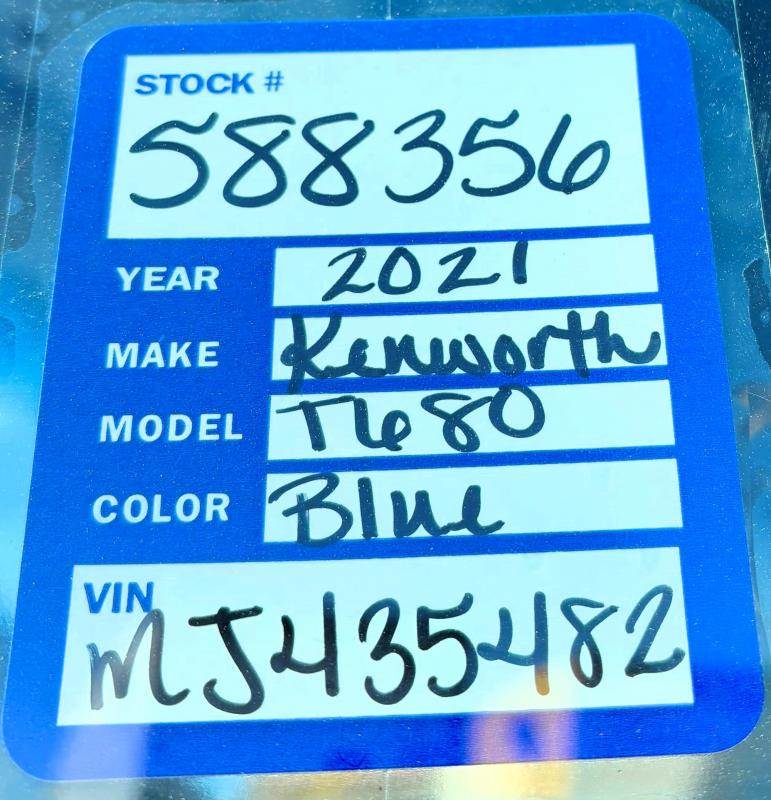 STOCK #
588356
YEAR 2021
MAKE Kenworth
MODEL T680
COLOR Blue
VIN
MJ435482